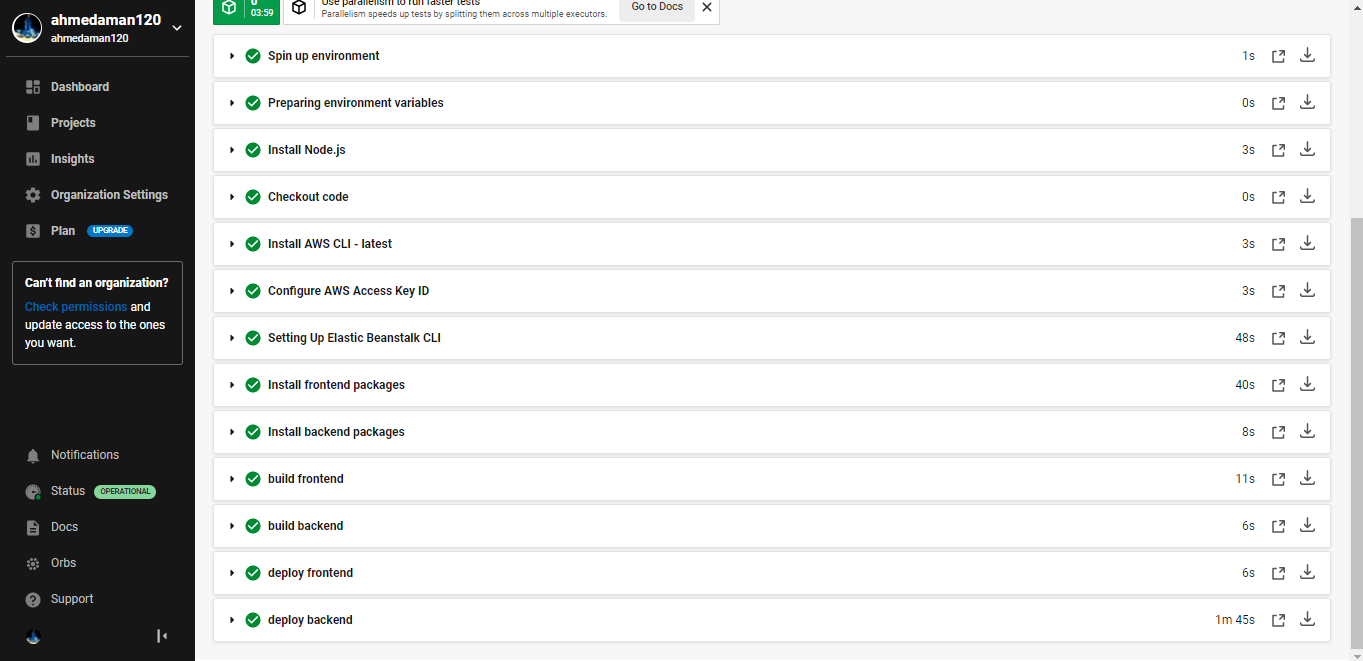 ahmedaman120
ahmedaman120
Dashboard
Projects
Insights
Organization Settings
Plan UPGRADE
Can't find an organization?
Check permissions and
update access to the ones
you want.
Notifications
Status OPERATIONAL
Docs
Orbs
Support
0
03:59
Use parallelism to run faster tests
Parallelism speeds up tests by splitting them across multiple executors.
Go to Docs
Spin up environment 1s
Preparing environment variables 0s
Install Node.js 3s
Checkout code 0s
Install AWS CLI - latest 3s
Configure AWS Access Key ID 3s
Setting Up Elastic Beanstalk CLI 48s
Install frontend packages 40s
Install backend packages 8s
build frontend 11s
build backend 6s
deploy frontend 6s
deploy backend 1m 45s